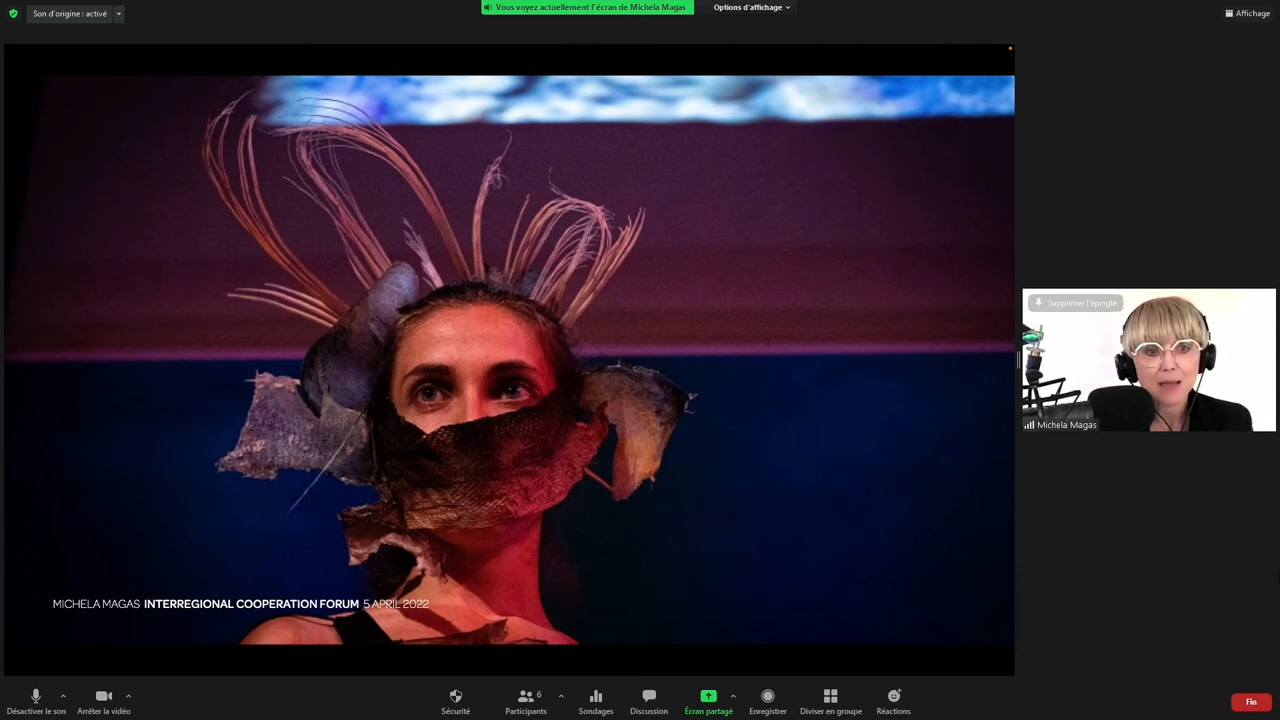 Son d'origine : activé
Vous voyez actuellement l'écran de Michela Magas
Options d'affichage
Affichage
Supprimer l'épingle
Michela Magas
MICHELA MAGAS INTERREGIONAL COOPERATION FORUM 5 APRIL 2022
Désactiver le son
Arrêter la vidéo
Sécurité
6
Participants
Sondages
Discussion
Écran partagé
Enregistrer
Diviser en groupe
Réactions
Fin